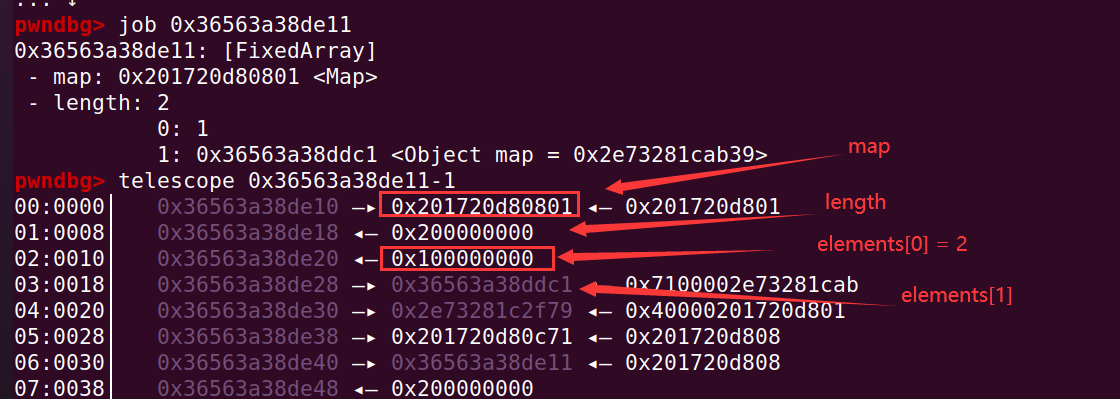 ... ↓
pwndbg> job 0x36563a38de11
0x36563a38de11: [FixedArray]
- map: 0x201720d80801 <Map>
- length: 2
0: 1
1: 0x36563a38ddc1 <Object map = 0x2e73281cab39>
map
pwndbg> telescope 0x36563a38de11-1
00:0000│ 0x36563a38de10 —▸ 0x201720d80801 ◂— 0x201720d801
length
01:0008│ 0x36563a38de18 ◂— 0x200000000
elements[0] = 2
02:0010│ 0x36563a38de20 ◂— 0x100000000
03:0018│ 0x36563a38de28 —▸ 0x36563a38ddc1 ◂— 0x7100002e73281cab
elements[1]
04:0020│ 0x36563a38de30 —▸ 0x2e73281c2f79 ◂— 0x40000201720d801
05:0028│ 0x36563a38de38 —▸ 0x201720d80c71 ◂— 0x201720d808
06:0030│ 0x36563a38de40 —▸ 0x36563a38de11 ◂— 0x201720d808
07:0038│ 0x36563a38de48 ◂— 0x200000000